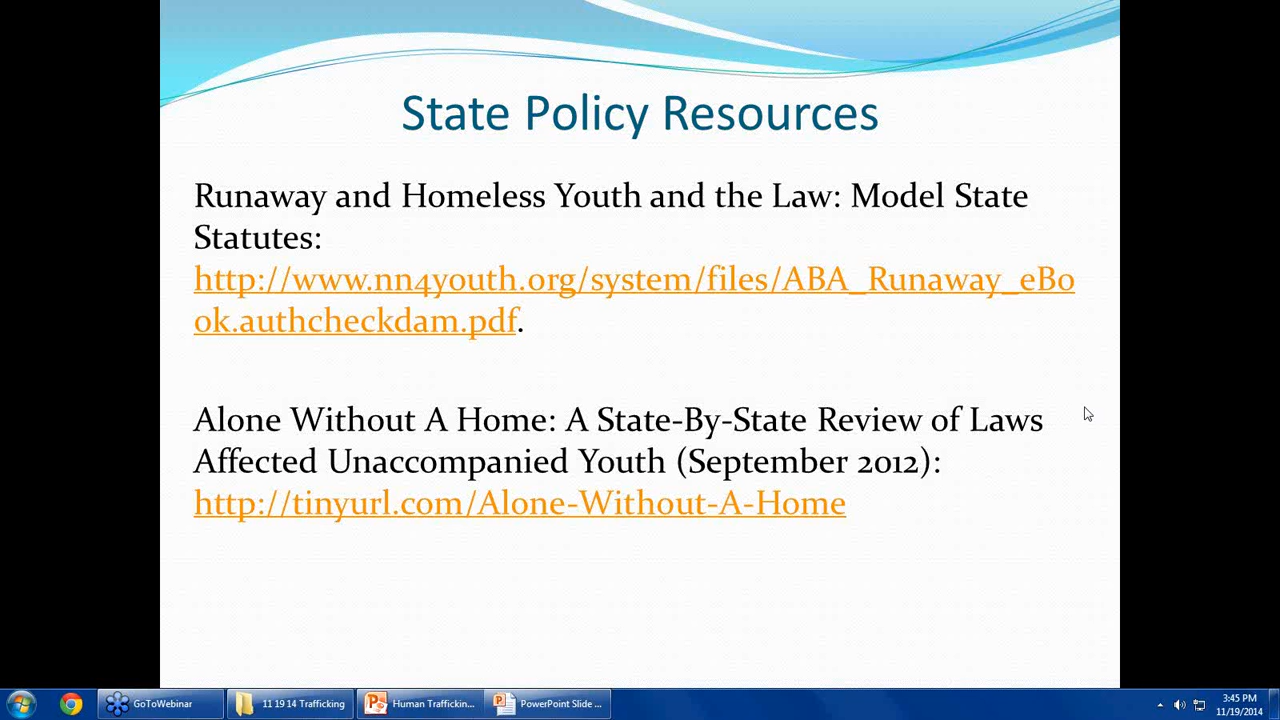 State Policy Resources
Runaway and Homeless Youth and the Law: Model State
Statutes:
http://www.nn4youth.org/system/files/ABA_Runaway_eBo
ok.authcheckdam.pdf.
Alone Without A Home: A State-By-State Review of Laws
Affected Unaccompanied Youth (September 2012):
http://tinyurl.com/Alone-Without-A-Home
GoToWebinar
11 19 14 Trafficking
Human Traffickin...
PowerPoint Slide ...
3:45 PM
11/19/2014